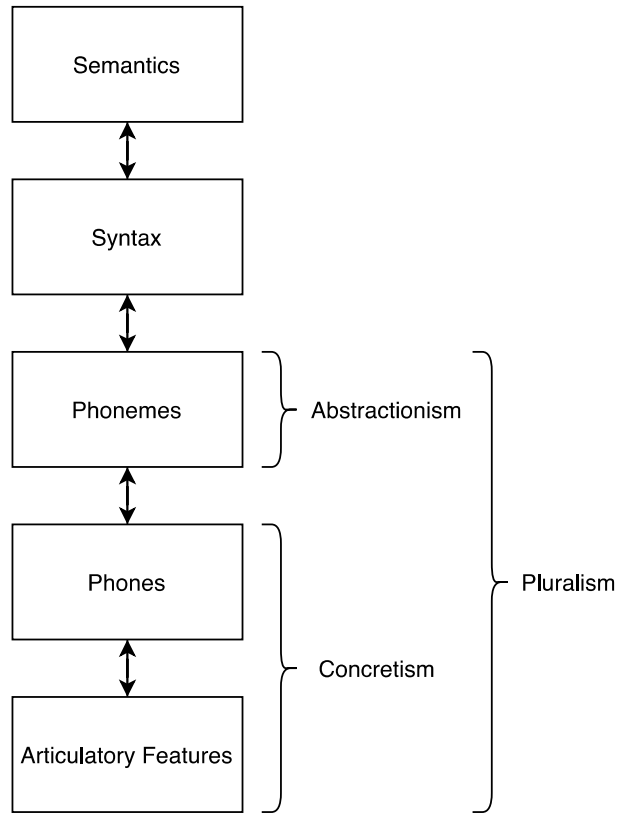 Semantics
Syntax
Phonemes
Abstractionism
Phones
Pluralism
Concretism
Articulatory Features